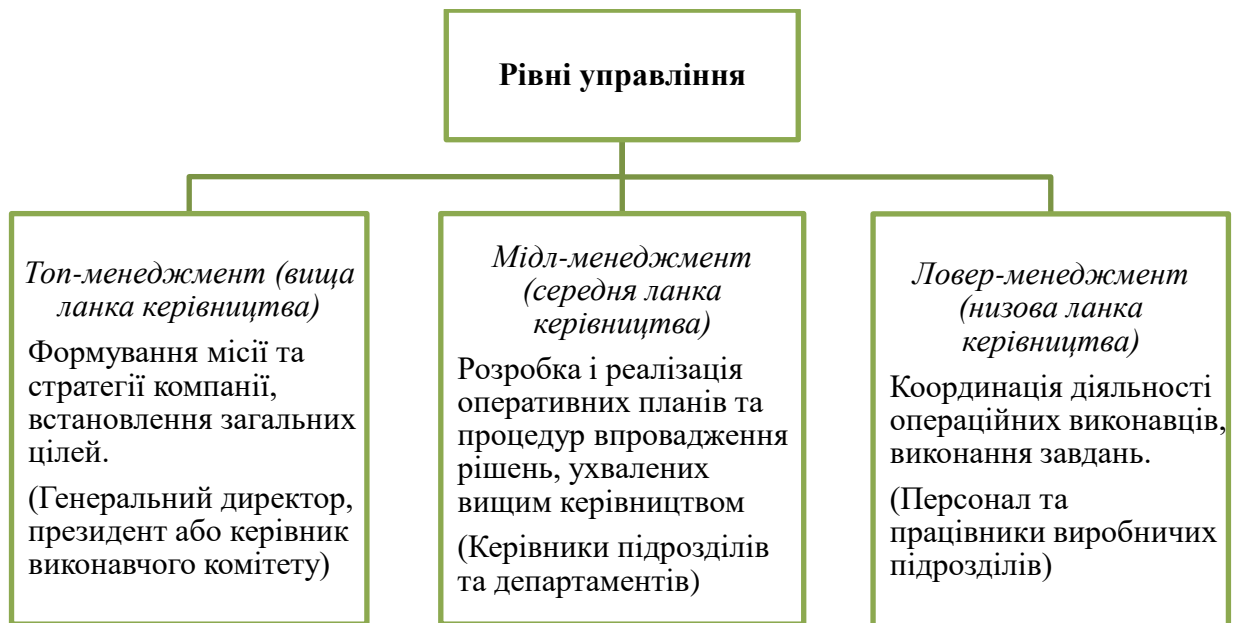 Рівні управління
Топ-менеджмент (вища
ланка керівництва)
Формування місії та
стратегії компанії,
встановлення загальних
цілей.
(Генеральний директор,
президент або керівник
виконавчого комітету)
Мідл-менеджмент
(середня ланка
керівництва)
Розробка і реалізація
оперативних планів та
процедур впровадження
рішень, ухвалених
вищим керівництвом
(Керівники підрозділів
та департаментів)
Ловер-менеджмент
(низова ланка
керівництва)
Координація діяльності
операційних виконавців,
виконання завдань.
(Персонал та
працівники виробничих
підрозділів)